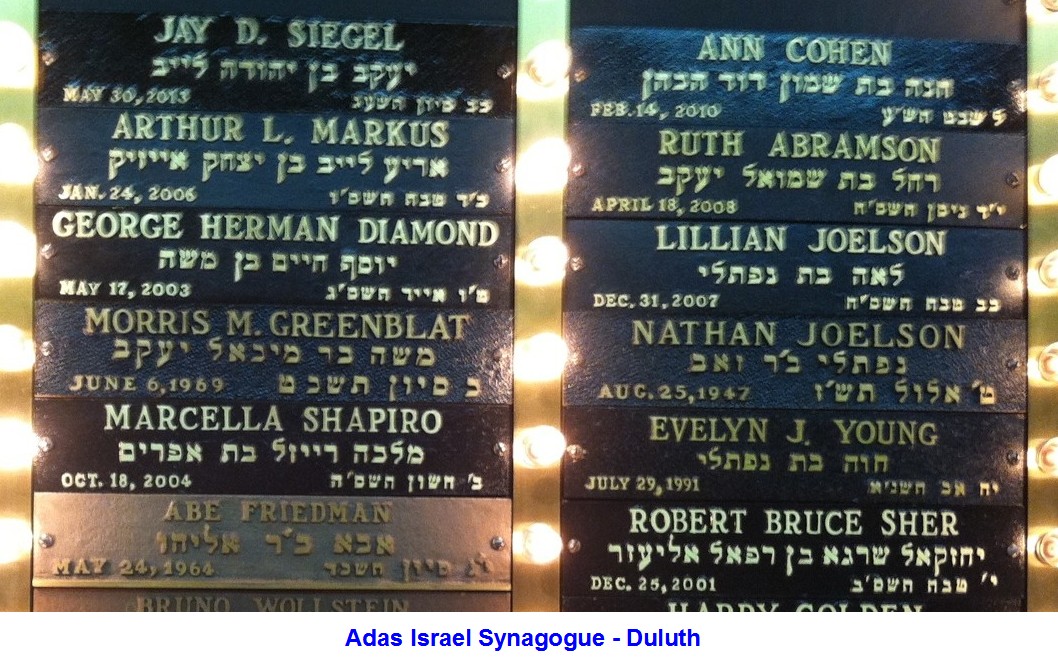 JAY D. SIEGEL
יעקב בן יהודה לייב
MAY 30, 2013 כב סיון תשעג
ARTHUR L. MARKUS
אריע לייב בן יצחק אייזיק
JAN. 24, 2006 כ״ד טבת תשס״ו
GEORGE HERMAN DIAMOND
יוסף חיים בן משה
MAY 17, 2003 ט״ו אייר תשס״ג
MORRIS M. GREENBLAT
משה בר מיכאל יעקב
JUNE 6, 1969 כ סיון תשכט
MARCELLA SHAPIRO
מלכה רייזל בת אפרים
OCT. 18, 2004 ג׳ חשון תשס״ה
ABE FRIEDMAN
אבא ב״ר אליהו
MAY 24, 1964 י״ג סיון תשכד
BRUNO WOLLSTEIN
ANN COHEN
חנה בת שמעון דוד הכהן
FEB. 14, 2010 ל שבט תש״ע
RUTH ABRAMSON
רחל בת שמואל יעקב
APRIL 18, 2008 י״ד ניסן תשס״ח
LILLIAN JOELSON
לאה בת נפתלי
DEC. 31, 2007 כב טבת תשס״ח
NATHAN JOELSON
נפתלי ב״ר זאב
AUG. 25, 1947 ט׳ אלול תש״ז
EVELYN J. YOUNG
חוה בת נפתלי
JULY 29, 1991 יח אב תשנ״א
ROBERT BRUCE SHER
יחזקאל שרגא בן רפאל אליעזר
DEC. 25, 2001 י׳ טבת תשס״ב
HARRY GOLDEN
Adas Israel Synagogue - Duluth